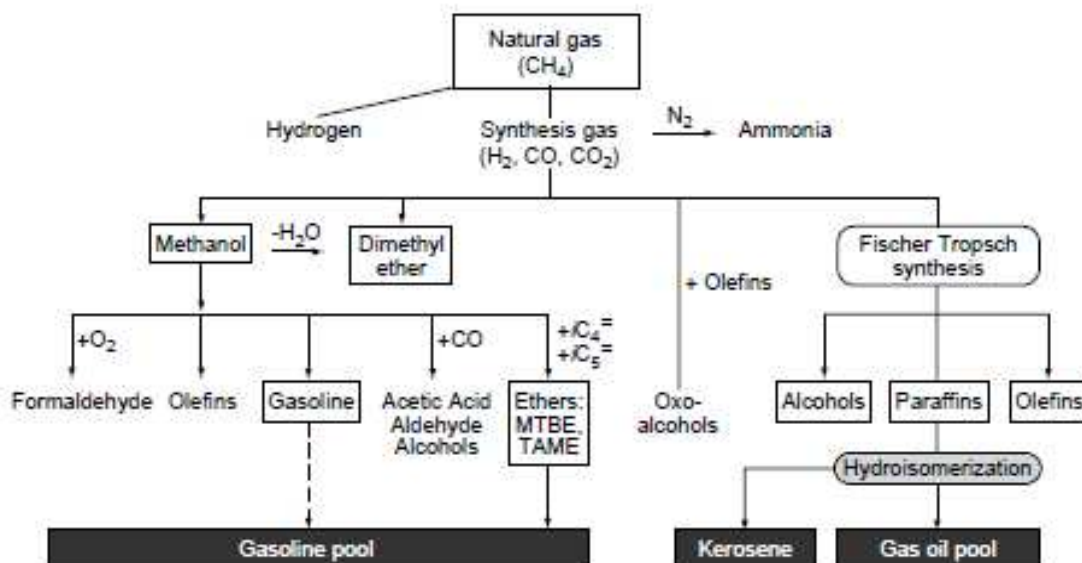 Natural gas
(CH₄)
Hydrogen
Synthesis gas
(H₂, CO, CO₂)
N₂
Ammonia
Methanol
-H₂O
Dimethyl
ether
+ Olefins
Fischer Tropsch
synthesis
+O₂
+CO
+iC₄⁼
+iC₅⁼
Formaldehyde
Olefins
Gasoline
Acetic Acid
Aldehyde
Alcohols
Ethers:
MTBE,
TAME
Oxo-
alcohols
Alcohols
Paraffins
Olefins
Hydroisomerization
Gasoline pool
Kerosene
Gas oil pool